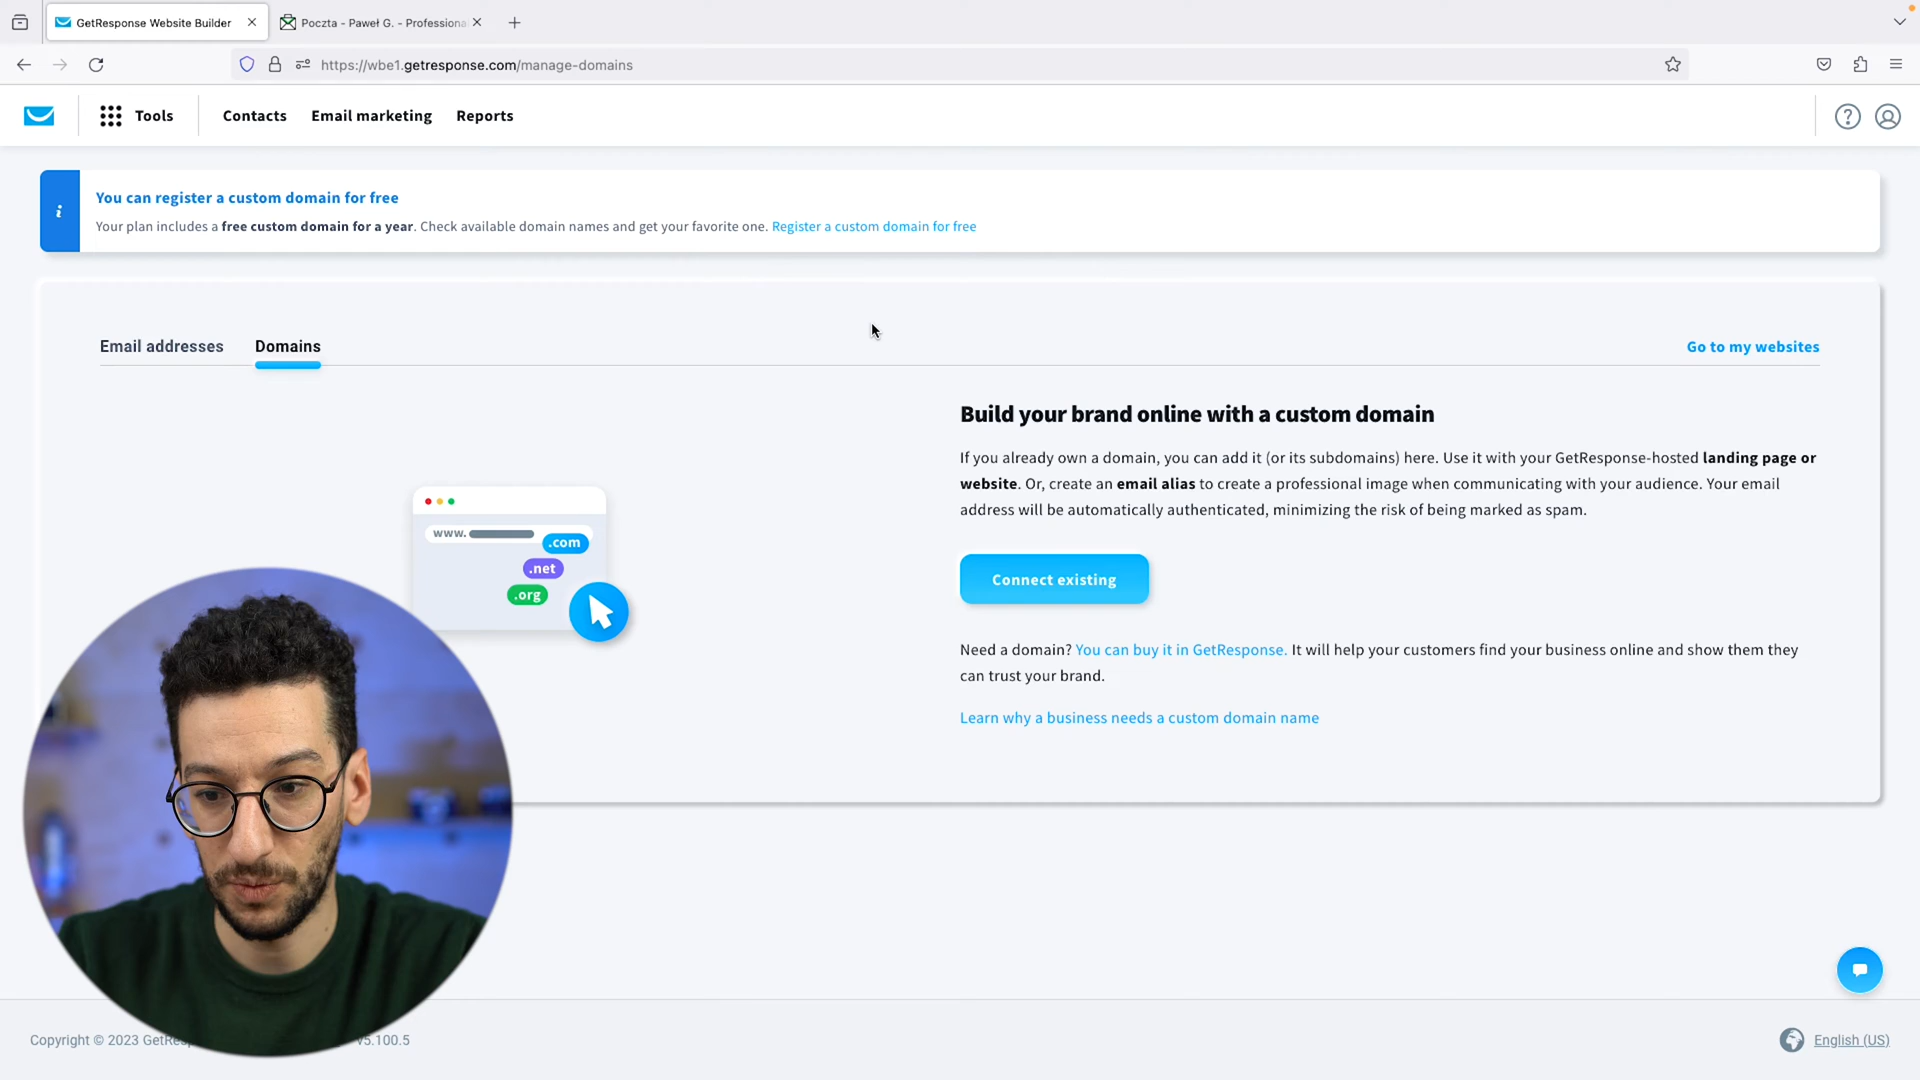 GetResponse Website Builder
Poczta - Paweł G. - Professiona
https://wbe1.getresponse.com/manage-domains
Tools
Contacts
Email marketing
Reports
You can register a custom domain for free
Your plan includes a free custom domain for a year. Check available domain names and get your favorite one. Register a custom domain for free
Email addresses
Domains
Go to my websites
Build your brand online with a custom domain
If you already own a domain, you can add it (or its subdomains) here. Use it with your GetResponse-hosted landing page or
website. Or, create an email alias to create a professional image when communicating with your audience. Your email
address will be automatically authenticated, minimizing the risk of being marked as spam.
www.
.com
.net
.org
Connect existing
Need a domain? You can buy it in GetResponse. It will help your customers find your business online and show them they
can trust your brand.
Learn why a business needs a custom domain name
Copyright © 2023 GetRes
v5.100.5
English (US)